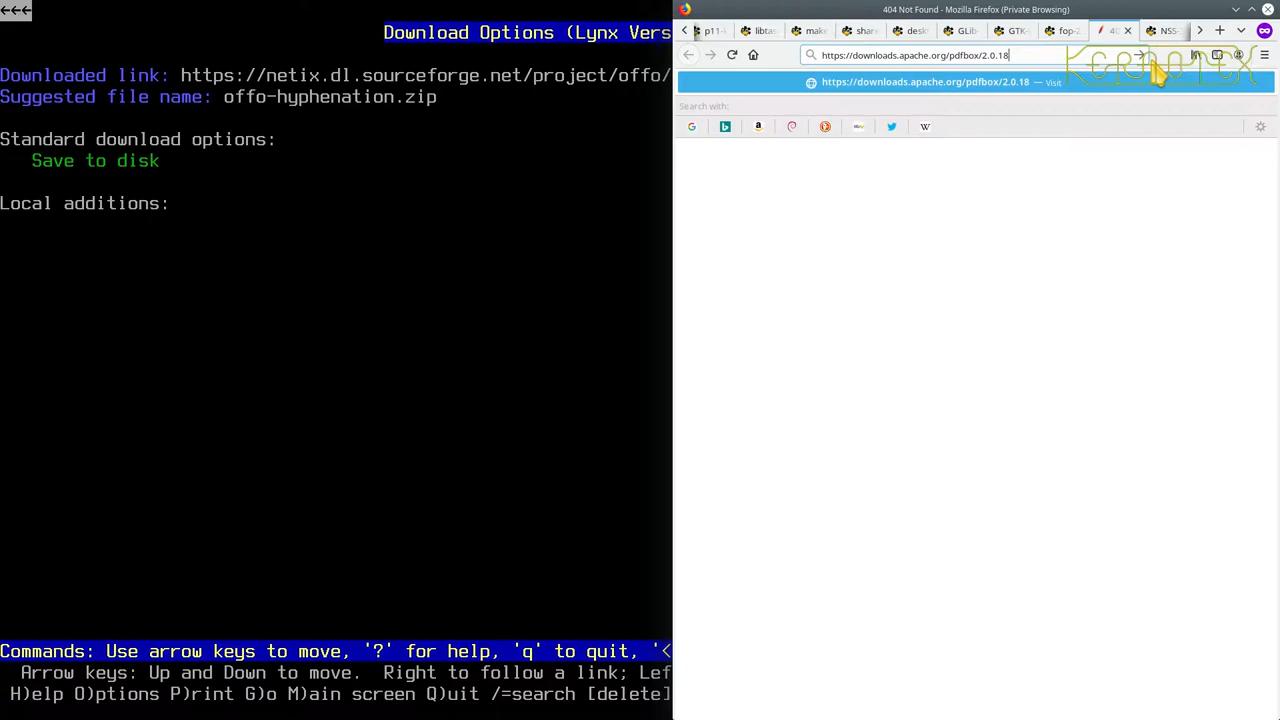 ←←←
Download Options (Lynx Vers
Downloaded link: https://netix.dl.sourceforge.net/project/offo/
Suggested file name: offo-hyphenation.zip
Standard download options:
Save to disk
Local additions:
Commands: Use arrow keys to move, '?' for help, 'q' to quit, '<
Arrow keys: Up and Down to move. Right to follow a link; Lef
H)elp O)ptions P)rint G)o M)ain screen Q)uit /=search [delete]
404 Not Found - Mozilla Firefox (Private Browsing)
p11- libtas make share desk GLib- GTK- fop-2 40 NSS-
https://downloads.apache.org/pdfbox/2.0.18
https://downloads.apache.org/pdfbox/2.0.18 — Visit
Search with: